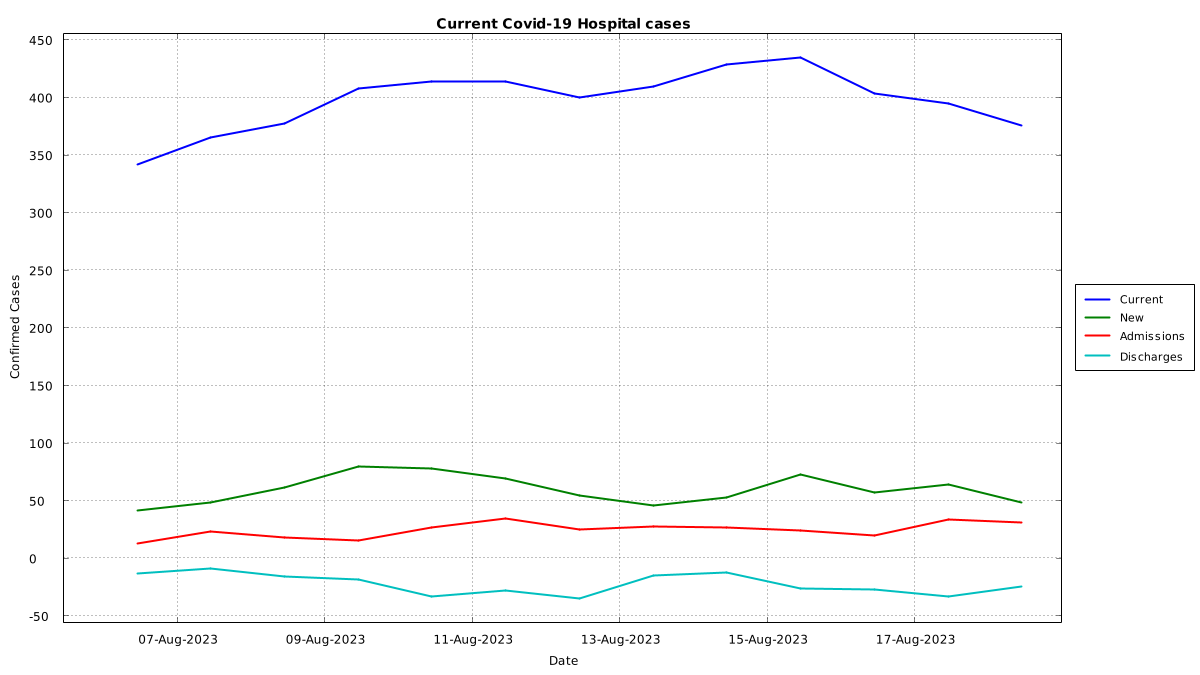 Current Covid-19 Hospital cases
450
400
350
300
250
200
150
100
50
0
-50
Confirmed Cases
07-Aug-2023 09-Aug-2023 11-Aug-2023 13-Aug-2023 15-Aug-2023 17-Aug-2023
Date
Current
New
Admissions
Discharges